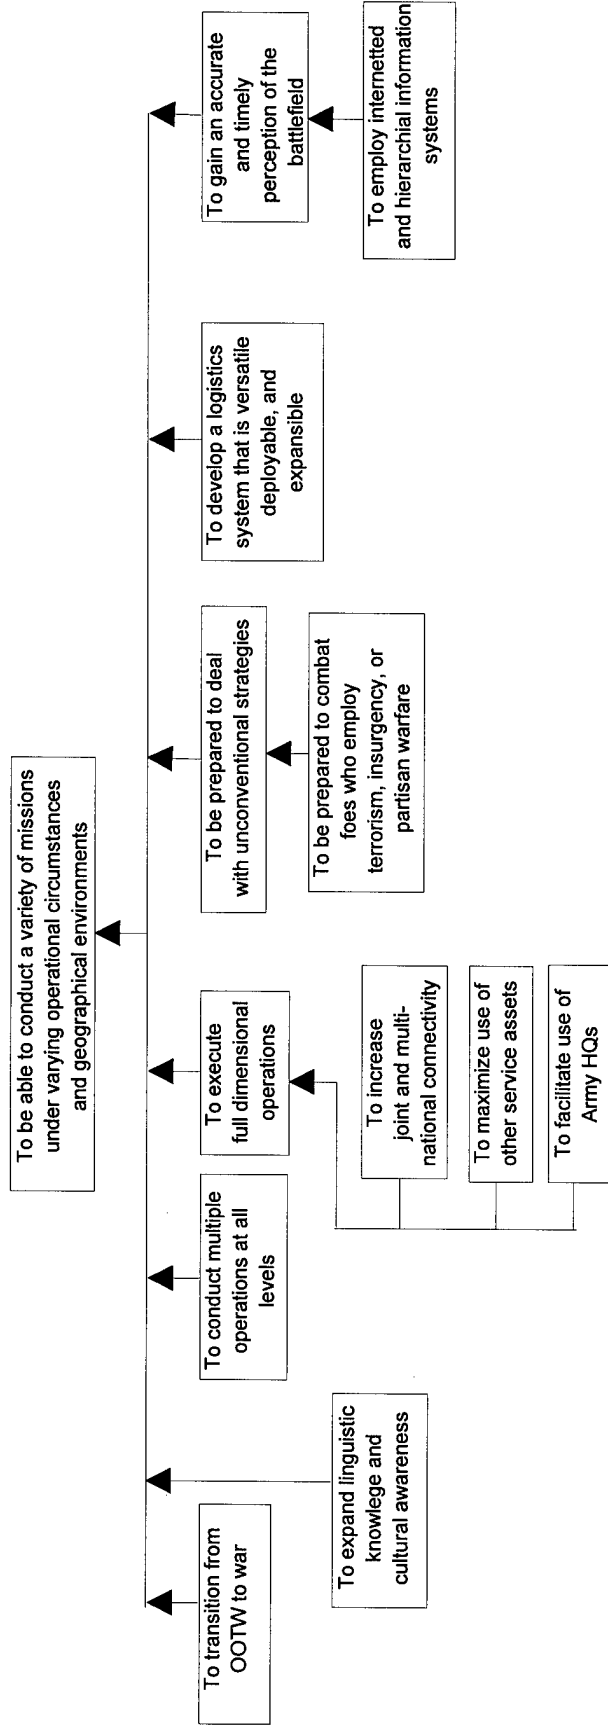 To be able to conduct a variety of missions
under varying operational circumstances
and geographical environments
To transition from
OOTW to war
To expand linguistic
knowlege and
cultural awareness
To conduct multiple
operations at all
levels
To execute
full dimensional
operations
To increase
joint and multi-
national connectivity
To maximize use of
other service assets
To facilitate use of
Army HQs
To be prepared to deal
with unconventional strategies
To be prepared to combat
foes who employ
terrorism, insurgency, or
partisan warfare
To develop a logistics
system that is versatile
deployable, and
expansible
To gain an accurate
and timely
perception of the
battlefield
To employ internetted
and hierarchial information
systems